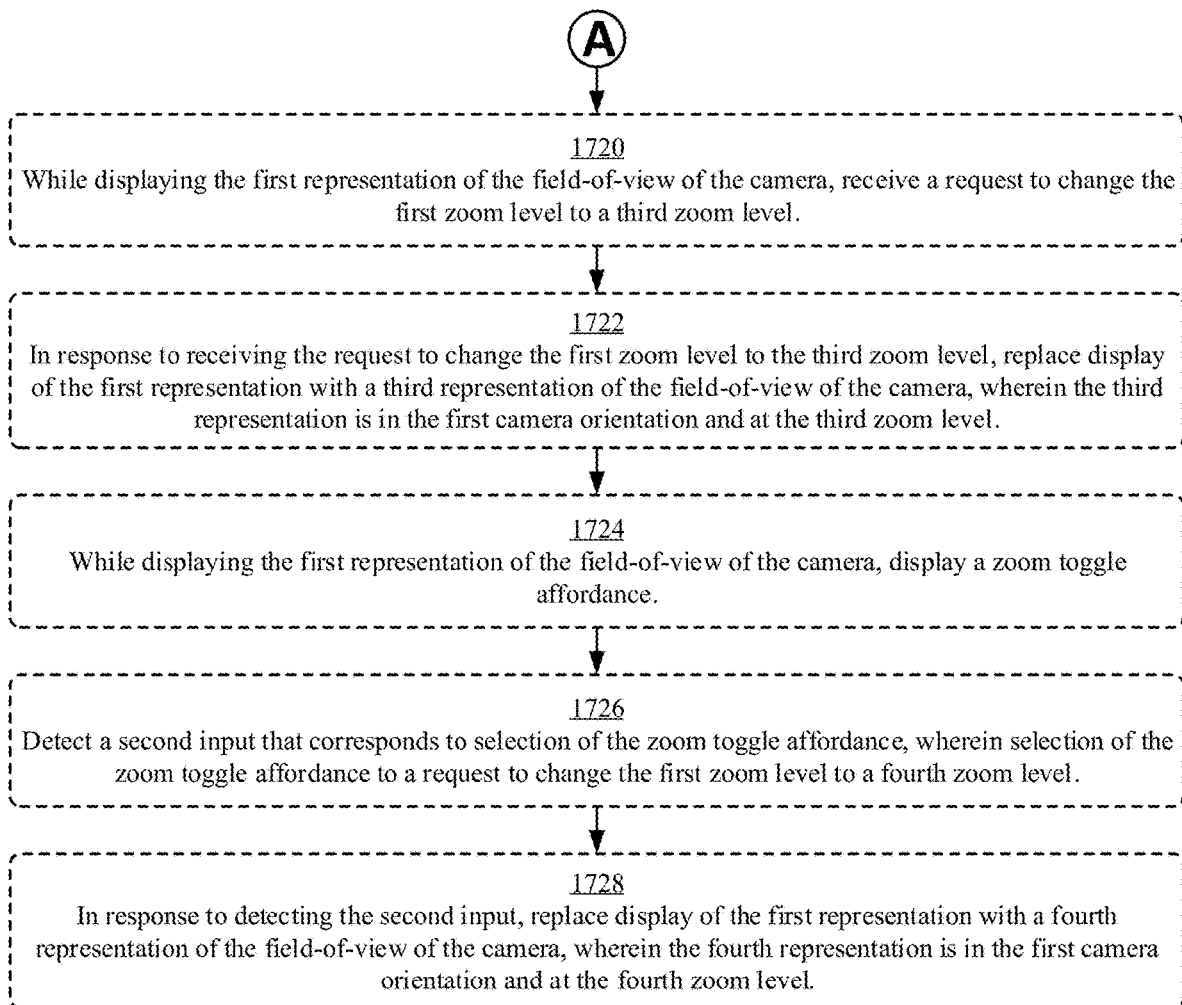 A
1720
While displaying the first representation of the field-of-view of the camera, receive a request to change the
first zoom level to a third zoom level.
1722
In response to receiving the request to change the first zoom level to the third zoom level, replace display
of the first representation with a third representation of the field-of-view of the camera, wherein the third
representation is in the first camera orientation and at the third zoom level.
1724
While displaying the first representation of the field-of-view of the camera, display a zoom toggle
affordance.
1726
Detect a second input that corresponds to selection of the zoom toggle affordance, wherein selection of the
zoom toggle affordance to a request to change the first zoom level to a fourth zoom level.
1728
In response to detecting the second input, replace display of the first representation with a fourth
representation of the field-of-view of the camera, wherein the fourth representation is in the first camera
orientation and at the fourth zoom level.